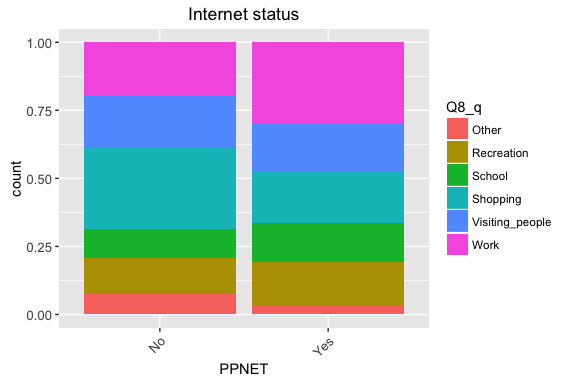 Internet status
1.00
0.75
0.50
0.25
0.00
count
No
Yes
PPNET
Q8_q
Other
Recreation
School
Shopping
Visiting_people
Work